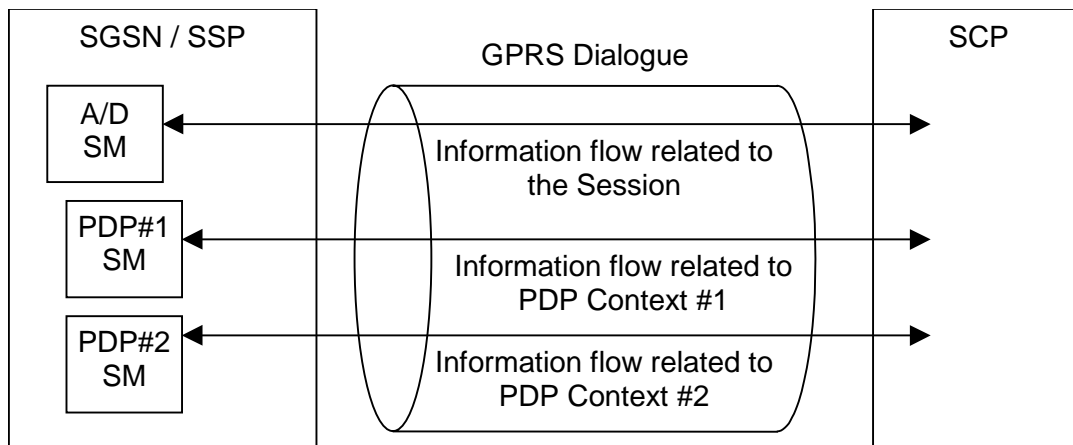 SGSN / SSP
GPRS Dialogue
SCP
A/D
SM
Information flow related to
the Session
PDP#1
SM
Information flow related to
PDP Context #1
PDP#2
SM
Information flow related to
PDP Context #2